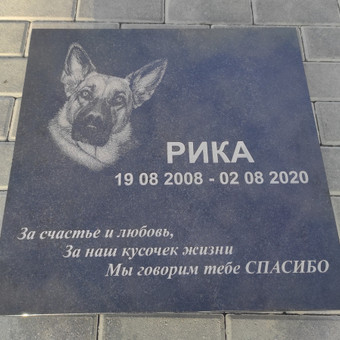 РИКА
19 08 2008 - 02 08 2020
За счастье и любовь,
За наш кусочек жизни
Мы говорим тебе СПАСИБО